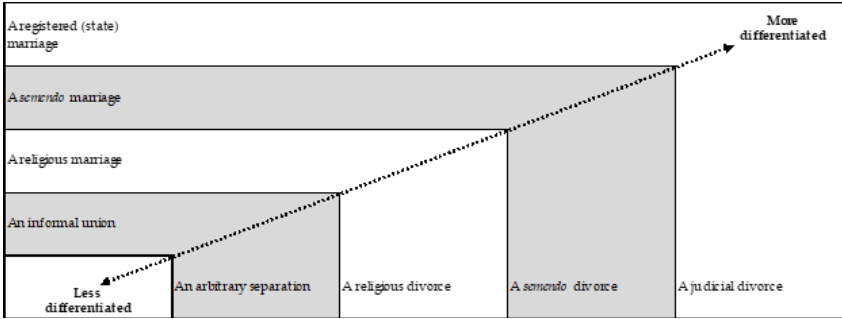 A registered (state)
marriage
More
differentiated
A semendo marriage
A religious marriage
An informal union
Less
differentiated
An arbitrary separation
A religious divorce
A semendo divorce
A judicial divorce